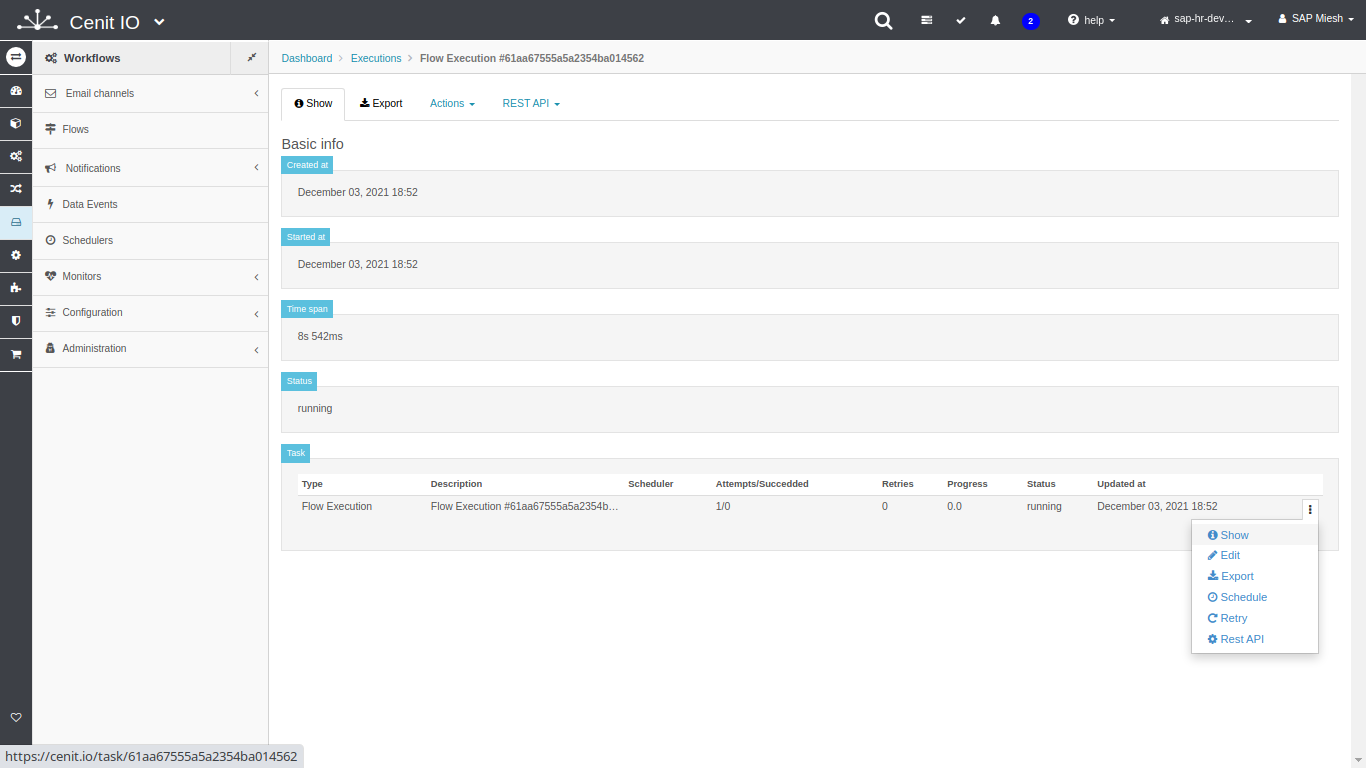 Cenit IO
2
help
sap-hr-dev...
SAP Miesh
Workflows
Email channels
Flows
Notifications
Data Events
Schedulers
Monitors
Configuration
Administration
Dashboard
Executions
Flow Execution #61aa67555a5a2354ba014562
Show
Export
Actions
REST API
Basic info
Created at
December 03, 2021 18:52
Started at
December 03, 2021 18:52
Time span
8s 542ms
Status
running
Task
Type Description Scheduler Attempts/Succedded Retries Progress Status Updated at
Flow Execution Flow Execution #61aa67555a5a2354b... 1/0 0 0.0 running December 03, 2021 18:52
Show
Edit
Export
Schedule
Retry
Rest API
https://cenit.io/task/61aa67555a5a2354ba014562